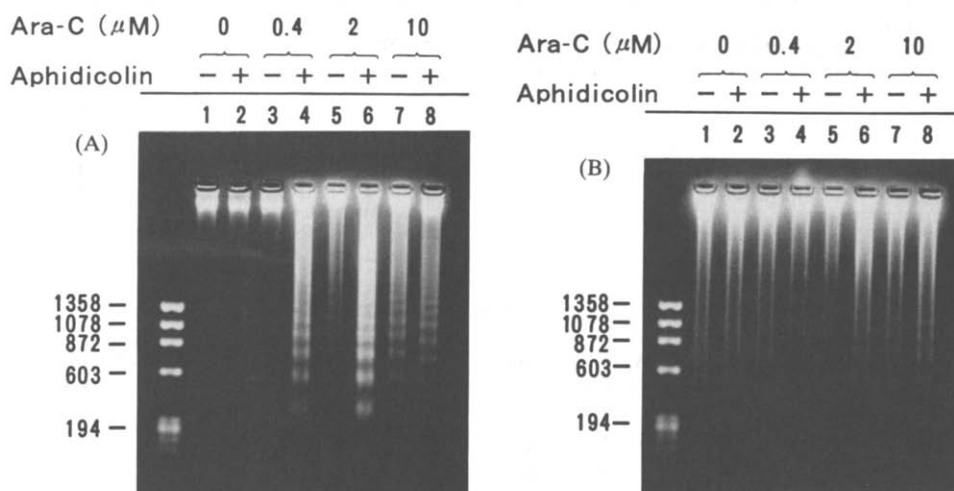 Ara-C (μM) 0 0.4 2 10
Aphidicolin − + − + − + − +
1 2 3 4 5 6 7 8
(A)
1358 −
1078 −
872 −
603 −
194 −
Ara-C (μM) 0 0.4 2 10
Aphidicolin − + − + − + − +
1 2 3 4 5 6 7 8
(B)
1358 −
1078 −
872 −
603 −
194 −